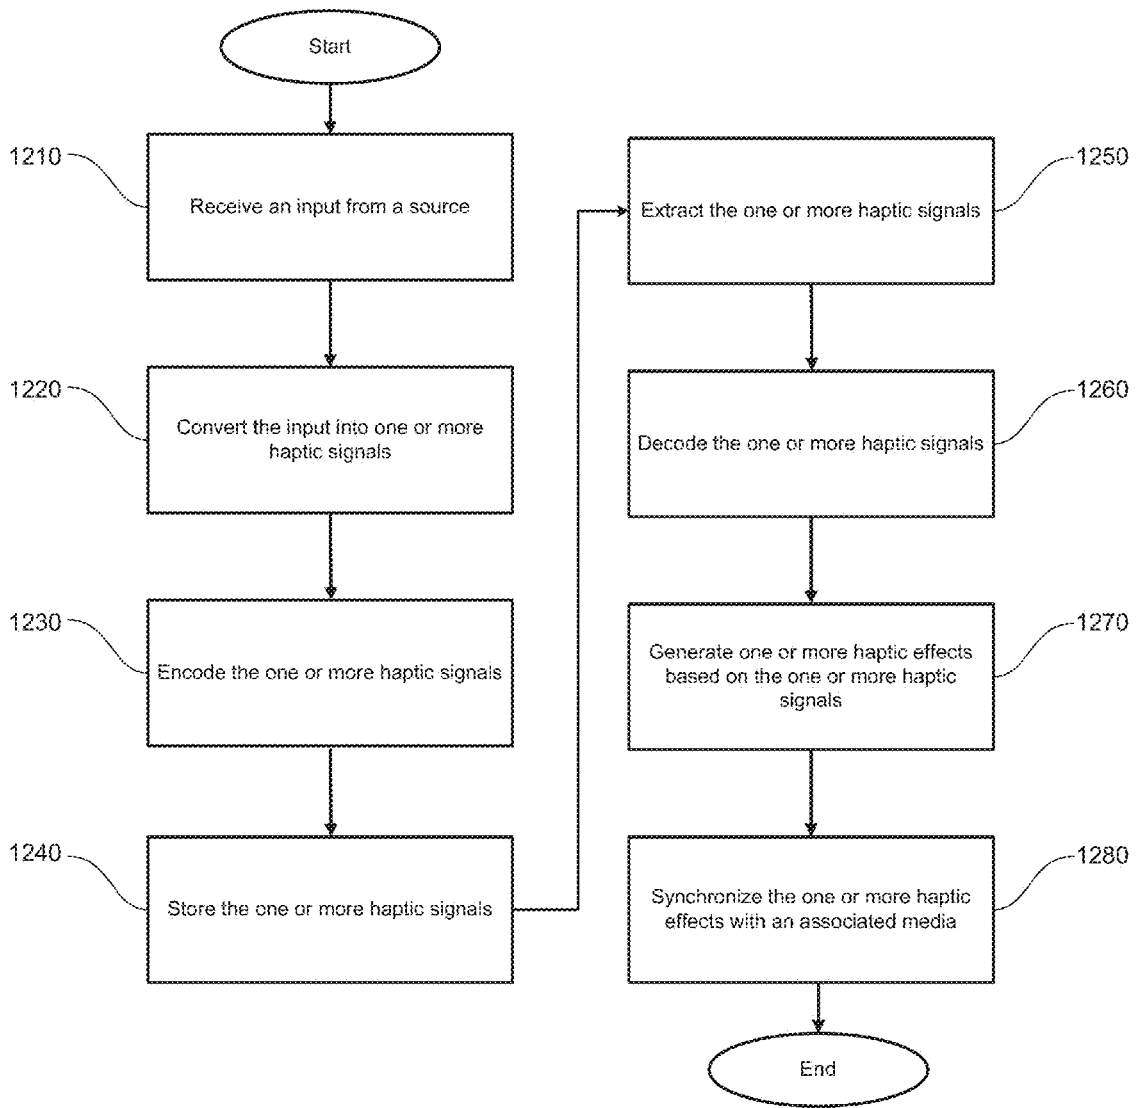 Start
1210
Receive an input from a source
1220
Convert the input into one or more
haptic signals
1230
Encode the one or more haptic signals
1240
Store the one or more haptic signals
1250
Extract the one or more haptic signals
1260
Decode the one or more haptic signals
1270
Generate one or more haptic effects
based on the one or more haptic
signals
1280
Synchronize the one or more haptic
effects with an associated media
End